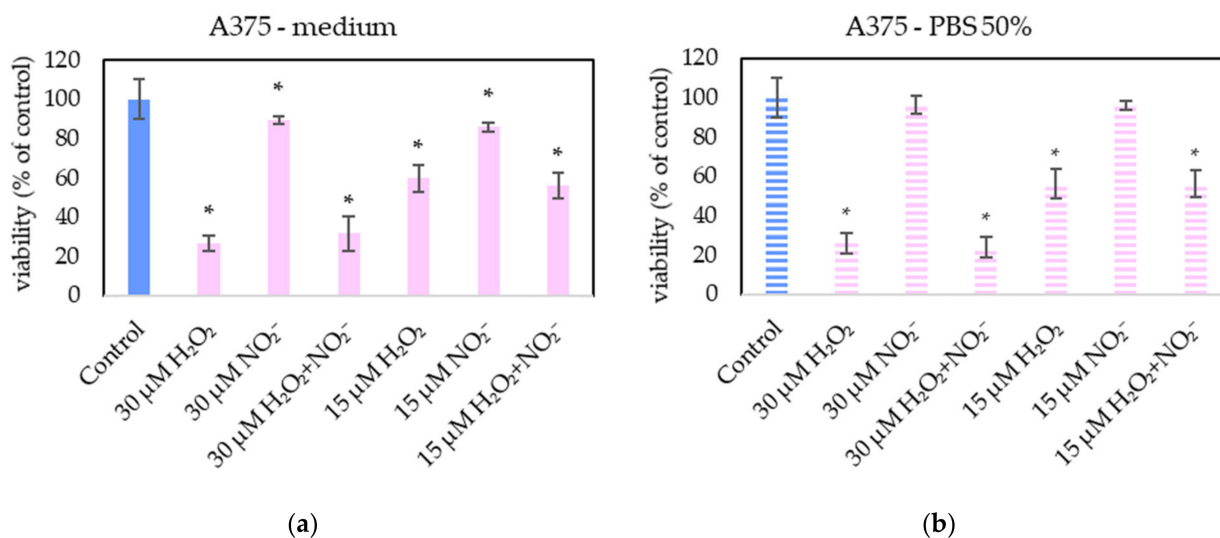 A375 - medium
viability (% of control)
120
100
80
60
40
20
0
*
*
*
*
*
*
Control
30 µM H₂O₂
30 µM NO₂⁻
30 µM H₂O₂+NO₂⁻
15 µM H₂O₂
15 µM NO₂⁻
15 µM H₂O₂+NO₂⁻
(a)
A375 - PBS 50%
viability (% of control)
120
100
80
60
40
20
0
*
*
*
*
Control
30 µM H₂O₂
30 µM NO₂⁻
30 µM H₂O₂+NO₂⁻
15 µM H₂O₂
15 µM NO₂⁻
15 µM H₂O₂+NO₂⁻
(b)